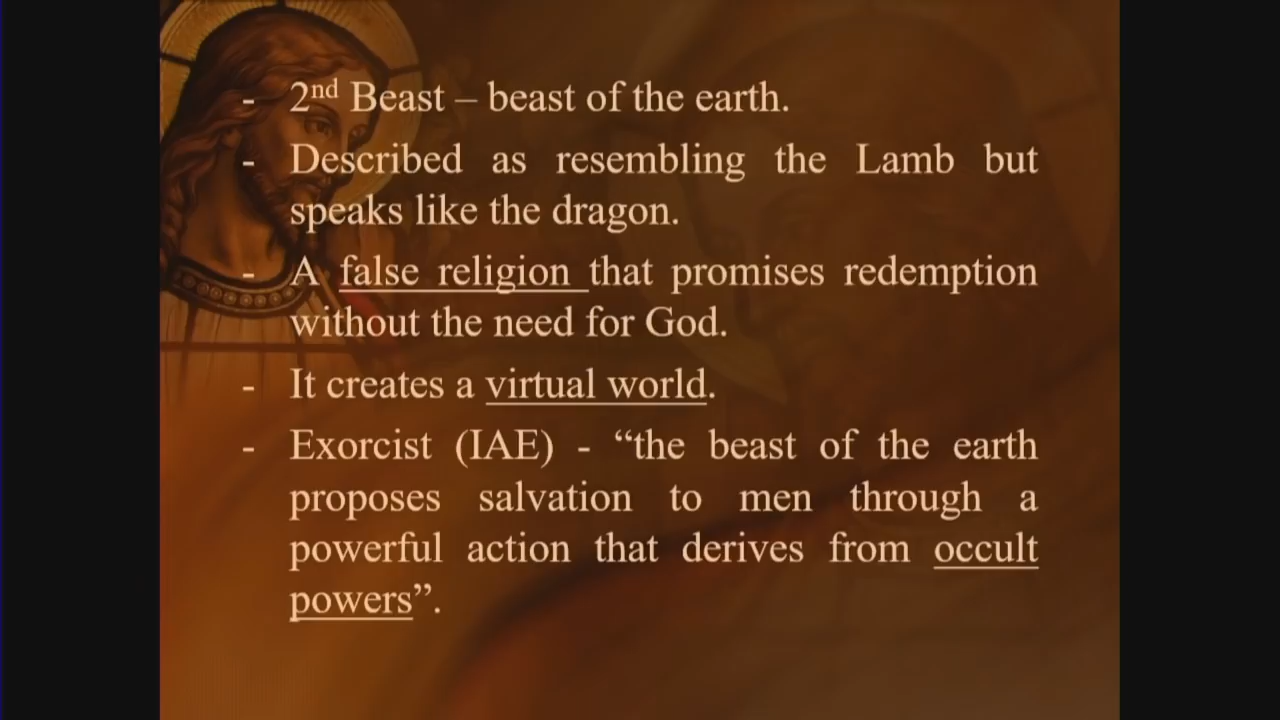 - 2nd Beast – beast of the earth.
- Described as resembling the Lamb but
speaks like the dragon.
- A false religion that promises redemption
without the need for God.
- It creates a virtual world.
- Exorcist (IAE) - “the beast of the earth
proposes salvation to men through a
powerful action that derives from occult
powers”.